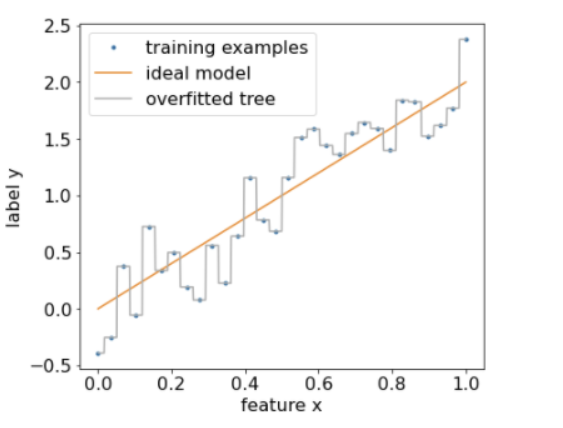 2.5
training examples
ideal model
2.0
overfitted tree
1.5
1.0
0.5
0.0
−0.5
label y
0.0 0.2 0.4 0.6 0.8 1.0
feature x